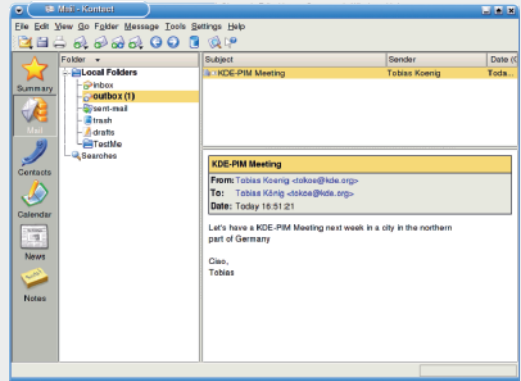 Mail - Kontact
File Edit View Go Folder Message Tools Settings Help
Folder
Subject Sender Date (O
Local Folders
inbox
outbox (1)
sent-mail
trash
drafts
TestMe
Searches
KDE-PIM Meeting Tobias Koenig Toda...
Summary
Mail
Contacts
Calendar
News
Notes
KDE-PIM Meeting
From: Tobias Koenig <tokoe@kde.org>
To: Tobias König <tokoe@kde.org>
Date: Today 16:51:21
Let's have a KDE-PIM Meeting next week in a city in the northern
part of Germany
Ciao,
Tobias